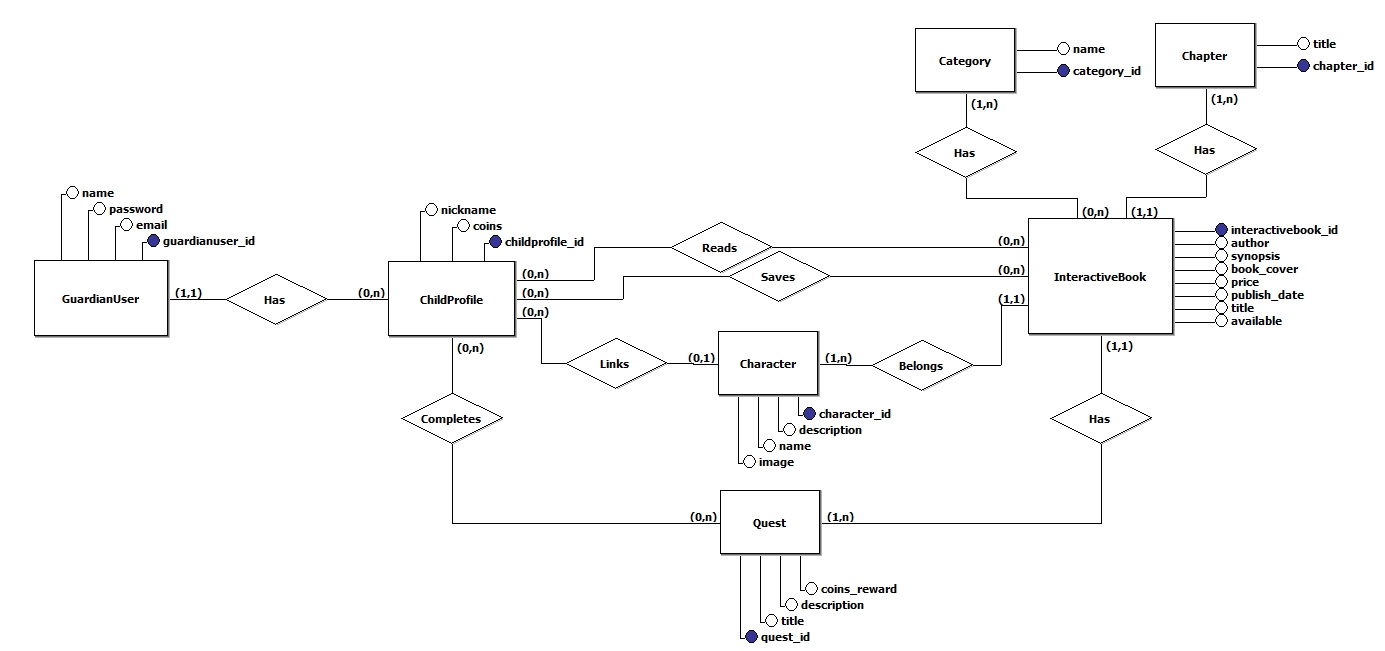 Category
name
category_id
(1,n)
Has
(0,n)
Chapter
title
chapter_id
(1,n)
Has
(1,1)
name
password
email
guardianuser_id
GuardianUser
(1,1)
Has
(0,n)
nickname
coins
childprofile_id
ChildProfile
(0,n)
(0,n)
(0,n)
(0,n)
Reads
(0,n)
Saves
(0,n)
(1,1)
InteractiveBook
interactivebook_id
author
synopsis
book_cover
price
publish_date
title
available
(1,1)
Links
(0,1)
Character
(1,n)
Belongs
character_id
description
name
image
Completes
Has
(0,n)
Quest
(1,n)
coins_reward
description
title
quest_id